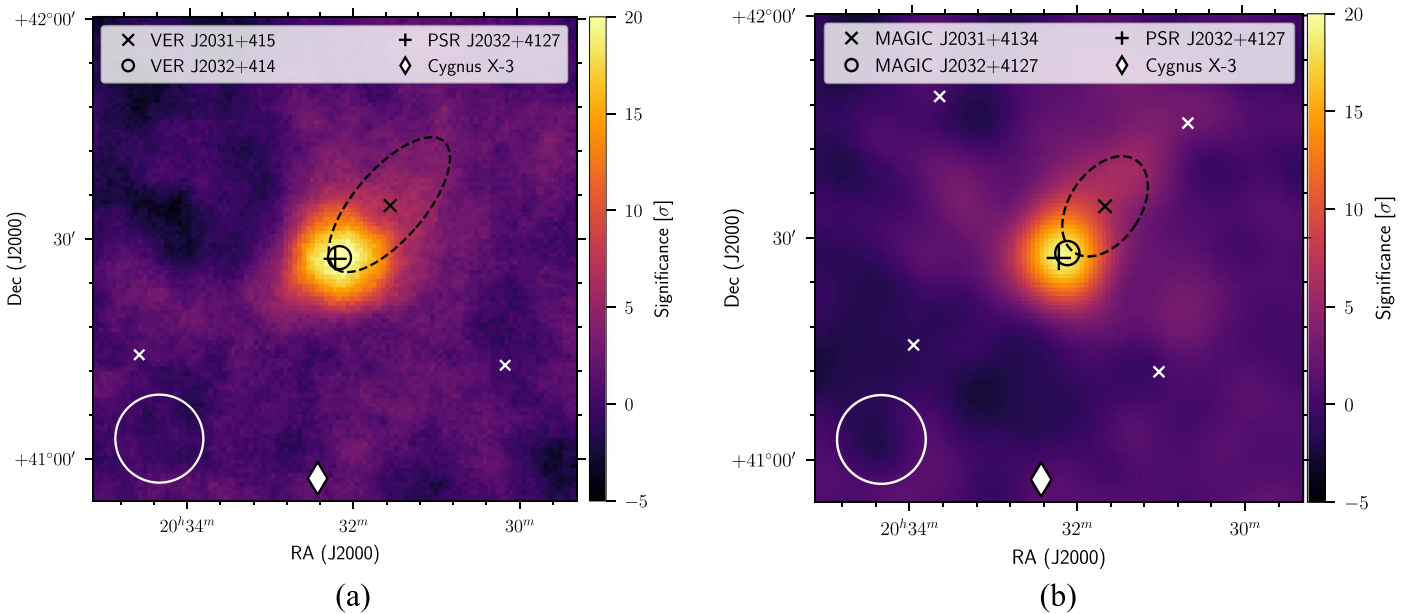 +42°00′
× VER J2031+415
+ PSR J2032+4127
○ VER J2032+414
◇ Cygnus X-3
30′
+41°00′
Dec (J2000)
20h34m
32m
30m
RA (J2000)
20
15
10
5
0
−5
Significance [σ]
(a)
+42°00′
× MAGIC J2031+4134
+ PSR J2032+4127
○ MAGIC J2032+4127
◇ Cygnus X-3
30′
+41°00′
Dec (J2000)
20h34m
32m
30m
RA (J2000)
20
15
10
5
0
−5
Significance [σ]
(b)